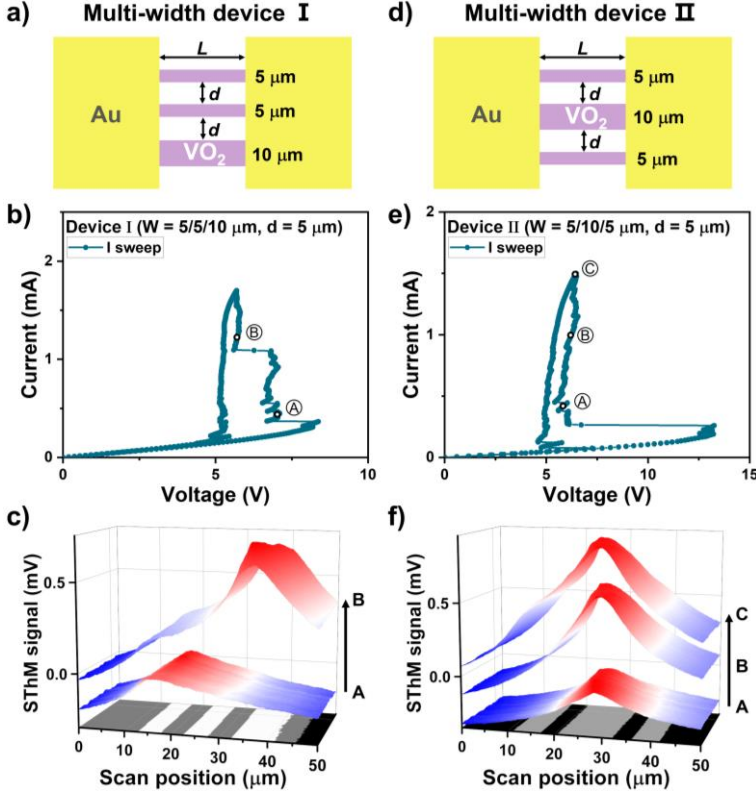 a) Multi-width device I
L
5 μm
d
Au
5 μm
d
VO₂
10 μm
b)
Device I (W = 5/5/10 μm, d = 5 μm)
I sweep
Current (mA)
2
1
0
0 5 10
Voltage (V)
A
B
c)
SThM signal (mV)
0.5
0.0
B
A
0 10 20 30 40 50
Scan position (μm)
d) Multi-width device II
L
5 μm
d
Au
VO₂
10 μm
d
5 μm
e)
Device II (W = 5/10/5 μm, d = 5 μm)
I sweep
Current (mA)
2
1
0
0 5 10 15
Voltage (V)
C
B
A
f)
SThM signal (mV)
0.5
0.0
C
B
A
0 10 20 30 40 50
Scan position (μm)